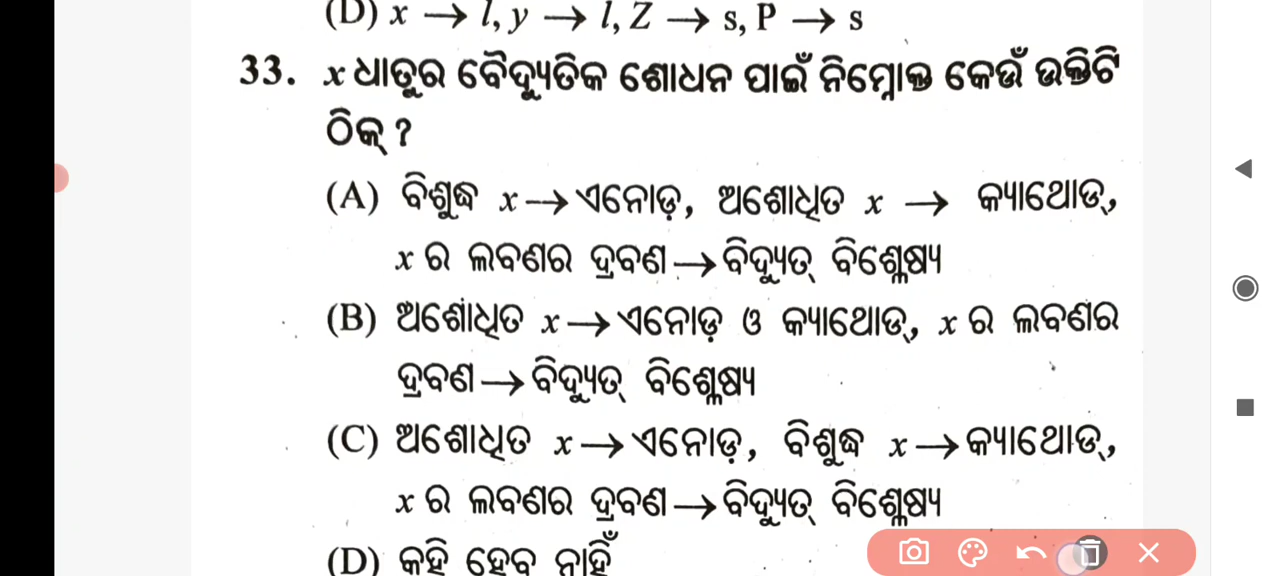 (D) x → l, y → l, Z → s, P → s
33. x ଧାତୁର ବୈଦ୍ୟୁତିକ ଶୋଧନ ପାଇଁ ନିମ୍ନୋକ୍ତ କେଉଁ ଉକ୍ତିଟି
ଠିକ୍ ?
(A) ବିଶୁଦ୍ଧ x → ଏନୋଡ଼, ଅଶୋଧିତ x → କ୍ୟାଥୋଡ୍,
x ର ଲବଣର ଦ୍ରବଣ → ବିଦ୍ୟୁତ୍ ବିଶ୍ଳେଷ୍ୟ
(B) ଅଶୋଧିତ x → ଏନୋଡ଼ ଓ କ୍ୟାଥୋଡ୍, x ର ଲବଣର
ଦ୍ରବଣ → ବିଦ୍ୟୁତ୍ ବିଶ୍ଳେଷ୍ୟ
(C) ଅଶୋଧିତ x → ଏନୋଡ଼, ବିଶୁଦ୍ଧ x → କ୍ୟାଥୋଡ୍,
x ର ଲବଣର ଦ୍ରବଣ → ବିଦ୍ୟୁତ୍ ବିଶ୍ଳେଷ୍ୟ
(D) କହି ହେବ ନାହିଁ